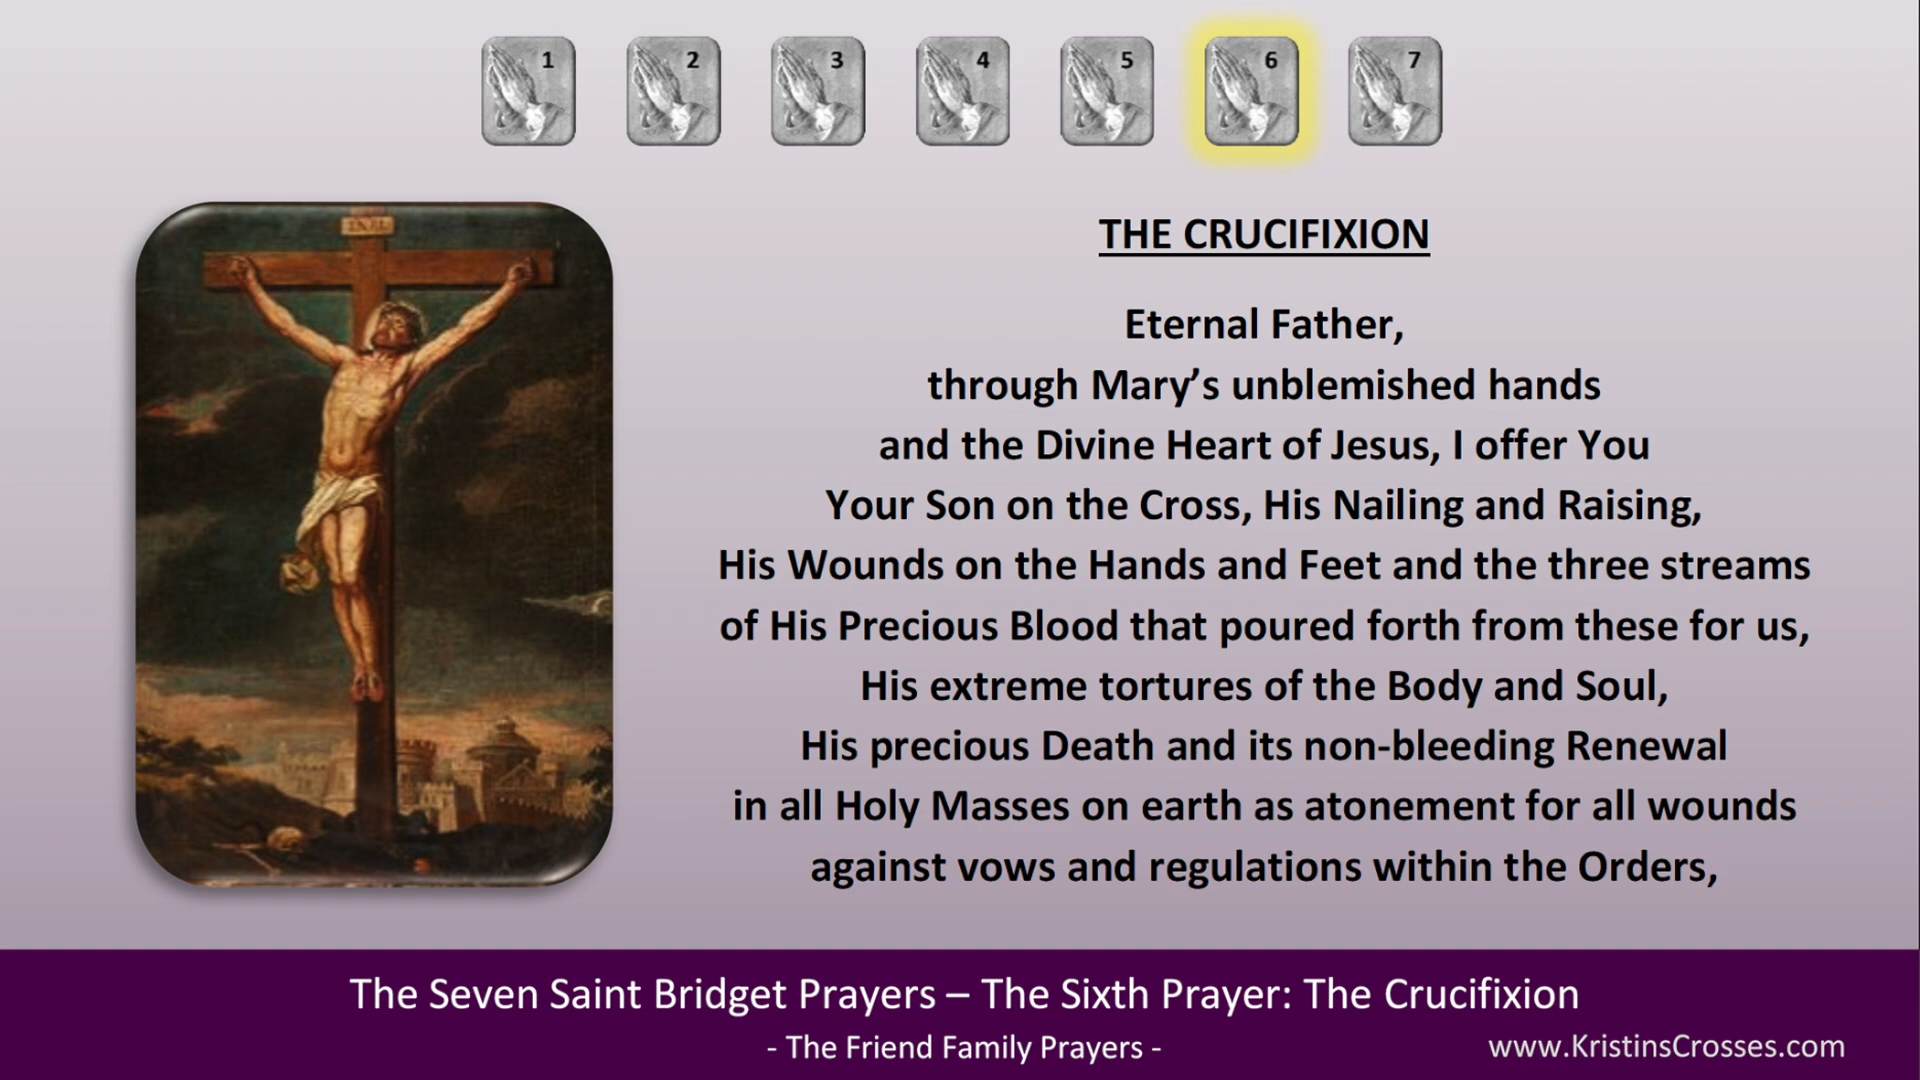 1 2 3 4 5 6 7
INRI
THE CRUCIFIXION
Eternal Father,
through Mary’s unblemished hands
and the Divine Heart of Jesus, I offer You
Your Son on the Cross, His Nailing and Raising,
His Wounds on the Hands and Feet and the three streams
of His Precious Blood that poured forth from these for us,
His extreme tortures of the Body and Soul,
His precious Death and its non-bleeding Renewal
in all Holy Masses on earth as atonement for all wounds
against vows and regulations within the Orders,
The Seven Saint Bridget Prayers – The Sixth Prayer: The Crucifixion
- The Friend Family Prayers -
www.KristinsCrosses.com